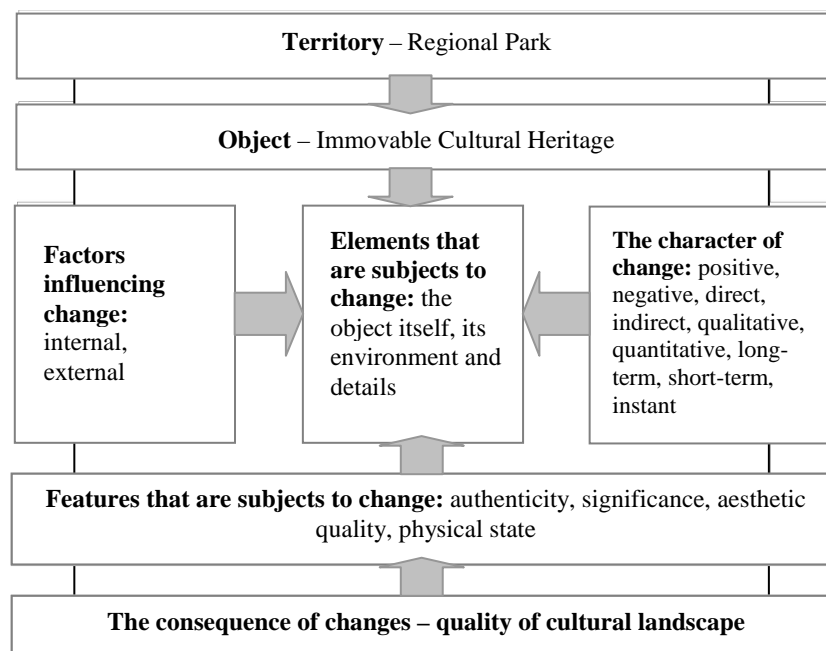 Territory – Regional Park
Object – Immovable Cultural Heritage
Factors
influencing
change:
internal,
external
Elements that
are subjects to
change: the
object itself, its
environment and
details
The character of
change: positive,
negative, direct,
indirect, qualitative,
quantitative, long-
term, short-term,
instant
Features that are subjects to change: authenticity, significance, aesthetic
quality, physical state
The consequence of changes – quality of cultural landscape